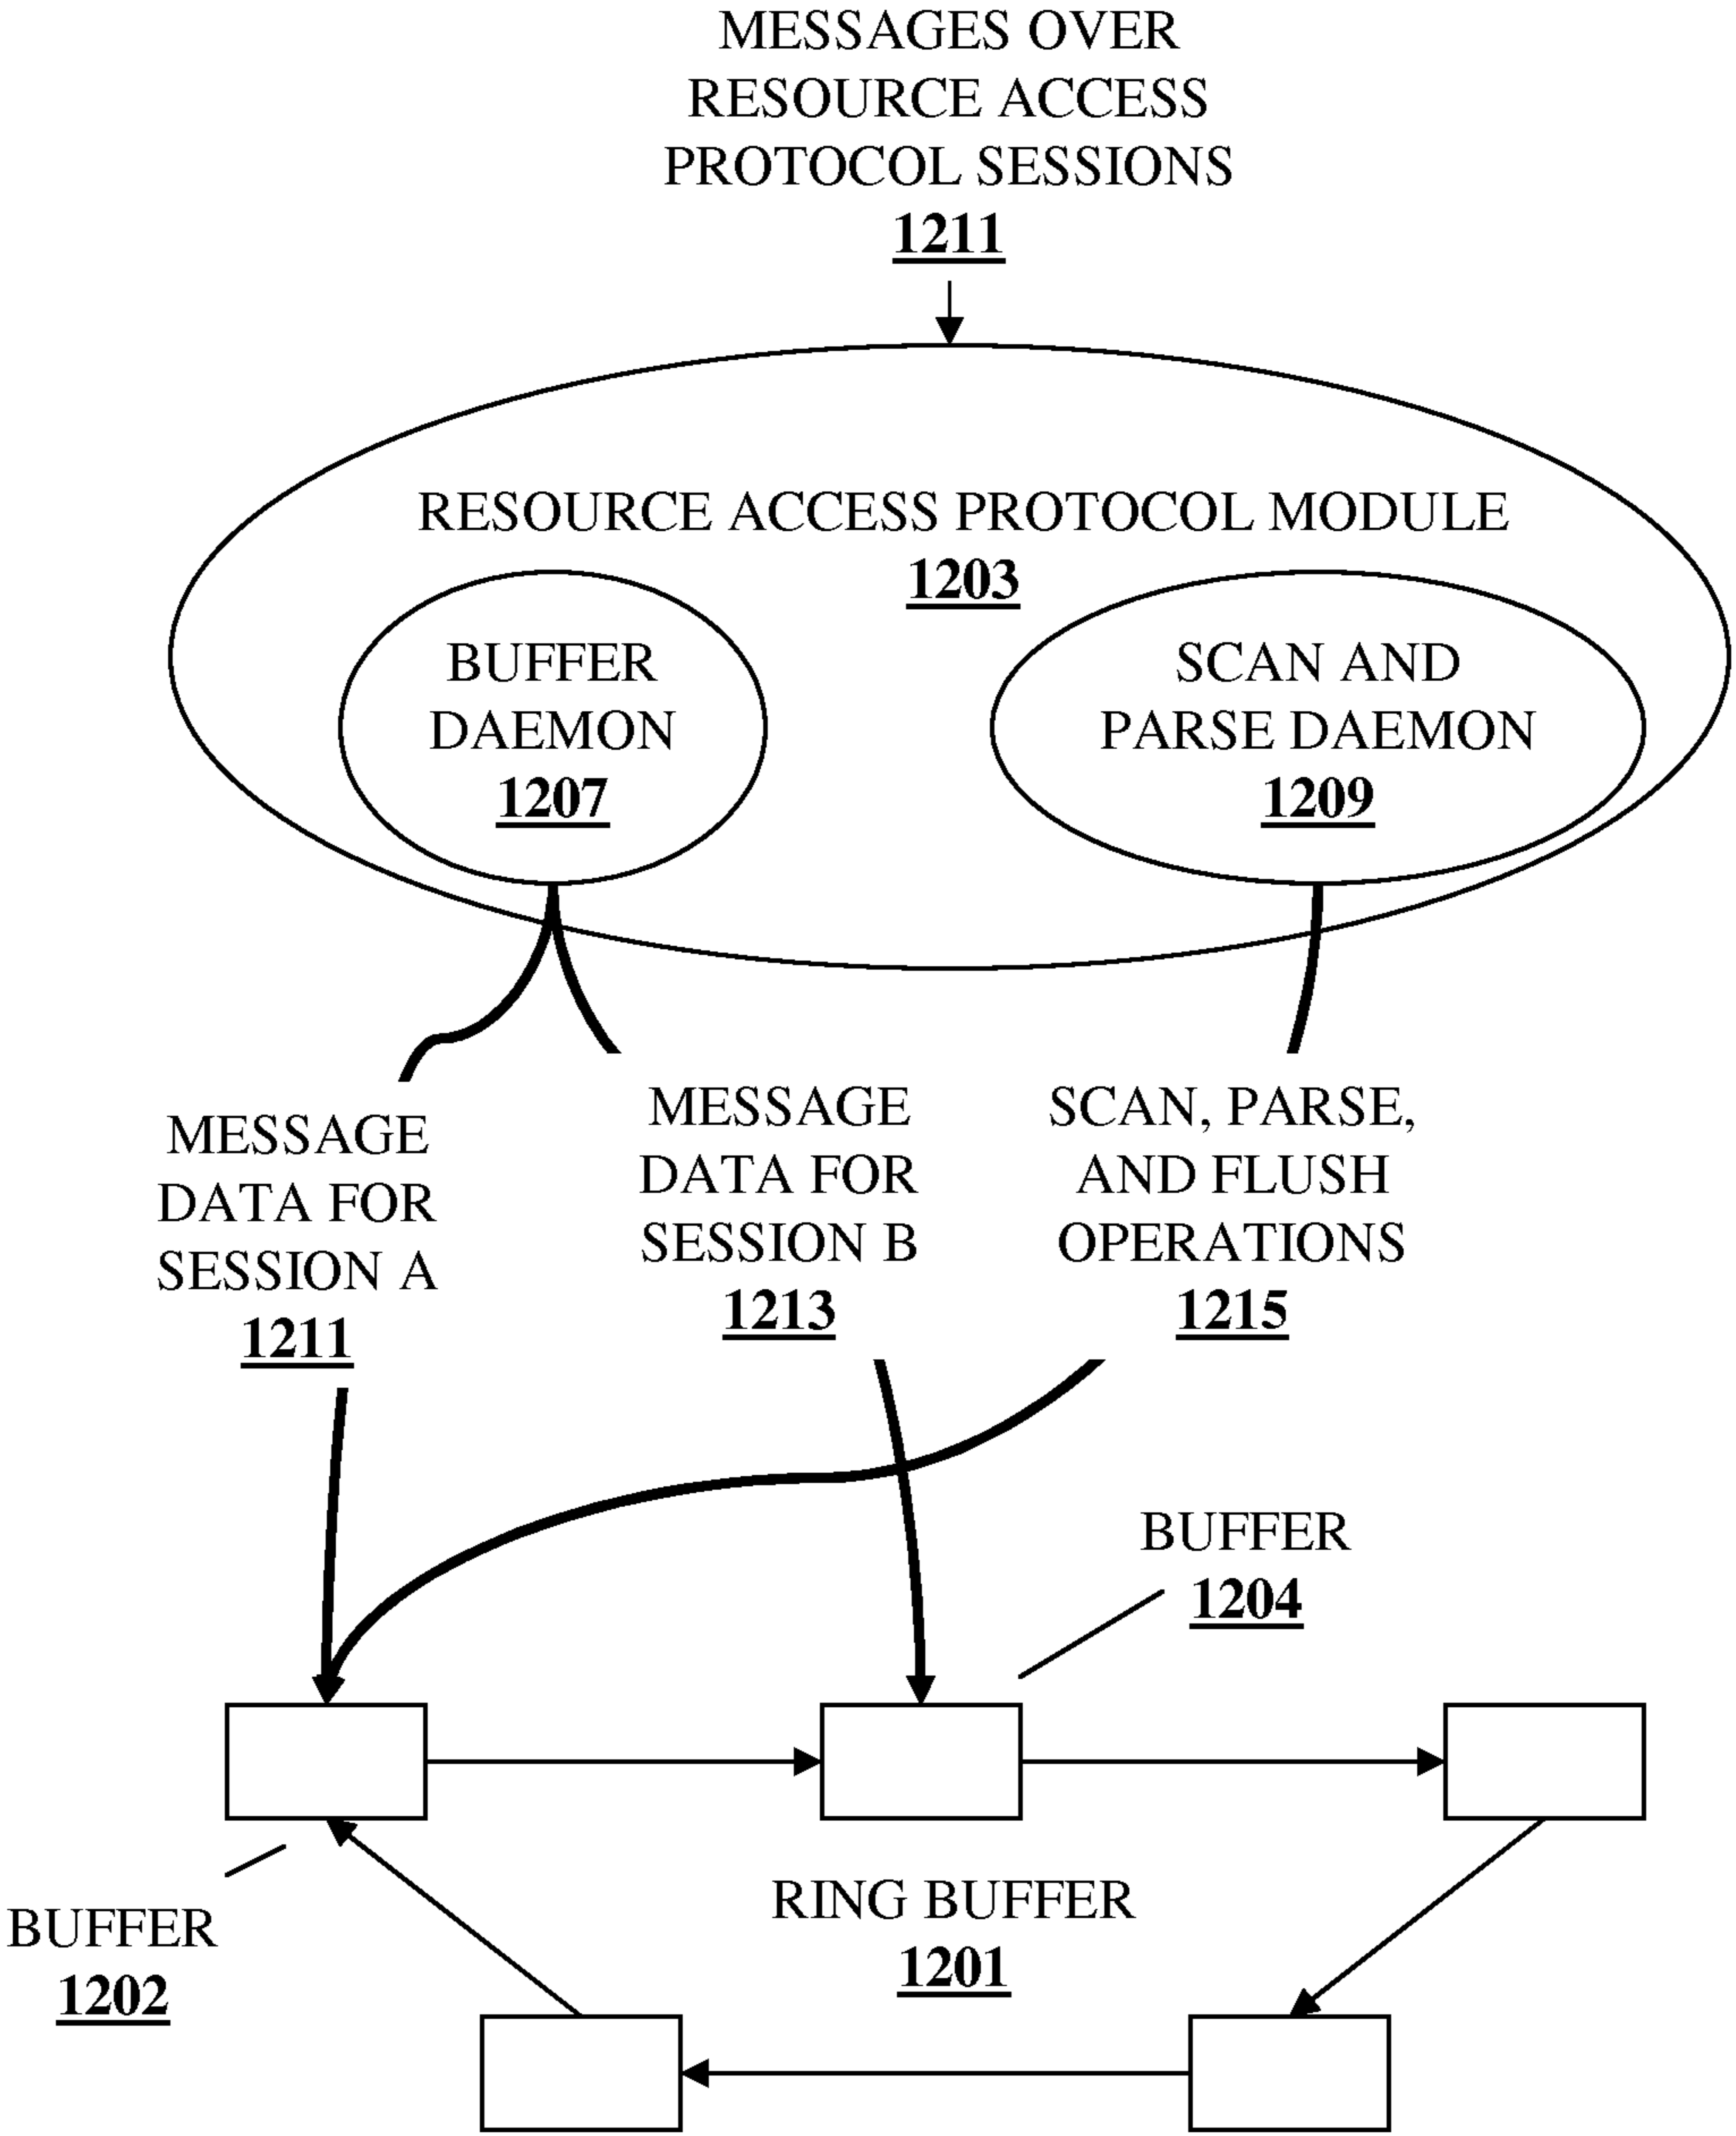 MESSAGES OVER
RESOURCE ACCESS
PROTOCOL SESSIONS
1211
RESOURCE ACCESS PROTOCOL MODULE
1203
BUFFER
DAEMON
1207
SCAN AND
PARSE DAEMON
1209
MESSAGE
DATA FOR
SESSION A
1211
MESSAGE
DATA FOR
SESSION B
1213
SCAN, PARSE,
AND FLUSH
OPERATIONS
1215
BUFFER
1204
BUFFER
1202
RING BUFFER
1201